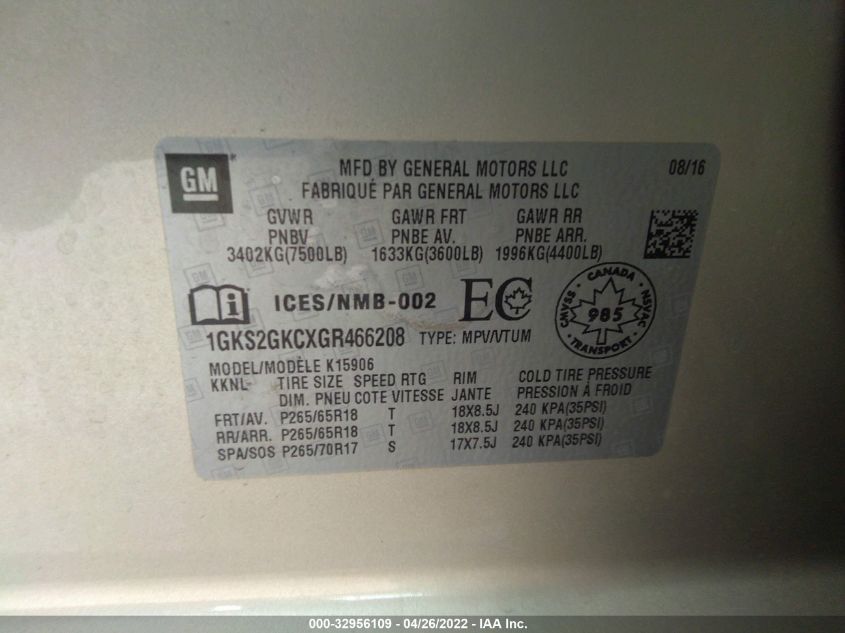 GM
MFD BY GENERAL MOTORS LLC 08/16
FABRIQUÉ PAR GENERAL MOTORS LLC
GVWR GAWR FRT GAWR RR
PNBV PNBE AV. PNBE ARR.
3402KG(7500LB) 1633KG(3600LB) 1996KG(4400LB)
ICES/NMB-002 EC CANADA CMVSS 985 NSVAC TRANSPORT
1GKS2GKCXGR466208 TYPE: MPV/VTUM
MODEL/MODÈLE K15906
KKNL TIRE SIZE SPEED RTG RIM COLD TIRE PRESSURE
DIM. PNEU COTE VITESSE JANTE PRESSION À FROID
FRT/AV. P265/65R18 T 18X8.5J 240 KPA(35PSI)
RR/ARR. P265/65R18 T 18X8.5J 240 KPA(35PSI)
SPA/SOS P265/70R17 S 17X7.5J 240 KPA(35PSI)
000-32956109 - 04/26/2022 - IAA Inc.